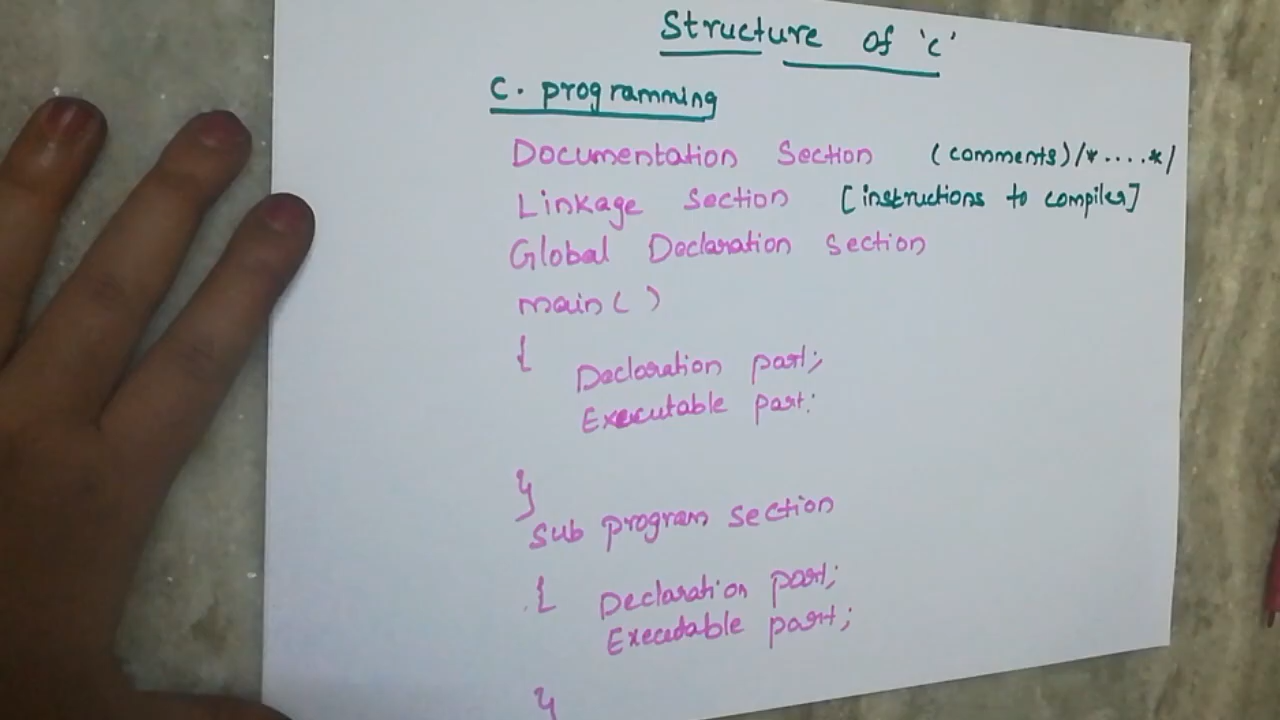 Structure of 'c'
C. programming
Documentation Section (comments) /*....*/
Linkage Section [instructions to compiler]
Global Declaration Section
main( )
{
Declaration part;
Executable part:
}
sub program section
{ Declaration part;
Executable part;
}